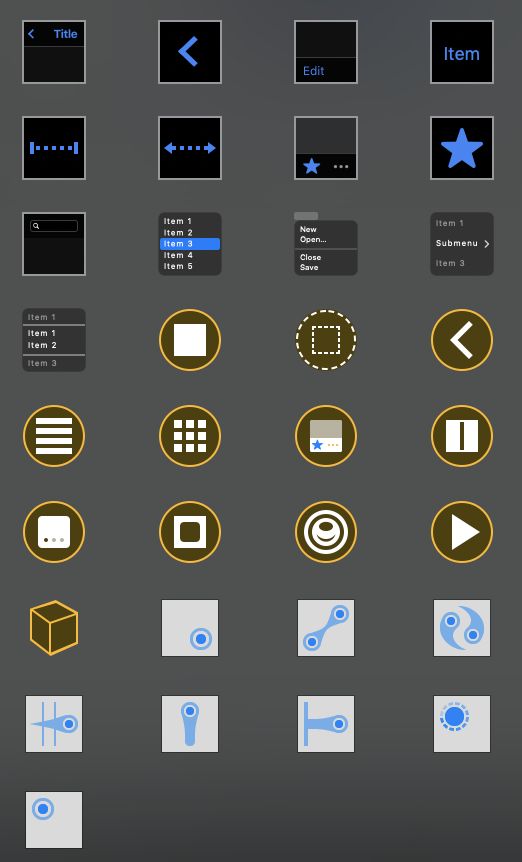 Title
Edit
Item
Item 1
Item 2
Item 3
Item 4
Item 5
New
Open...
Close
Save
Item 1
Submenu
Item 3
Item 1
Item 1
Item 2
Item 3